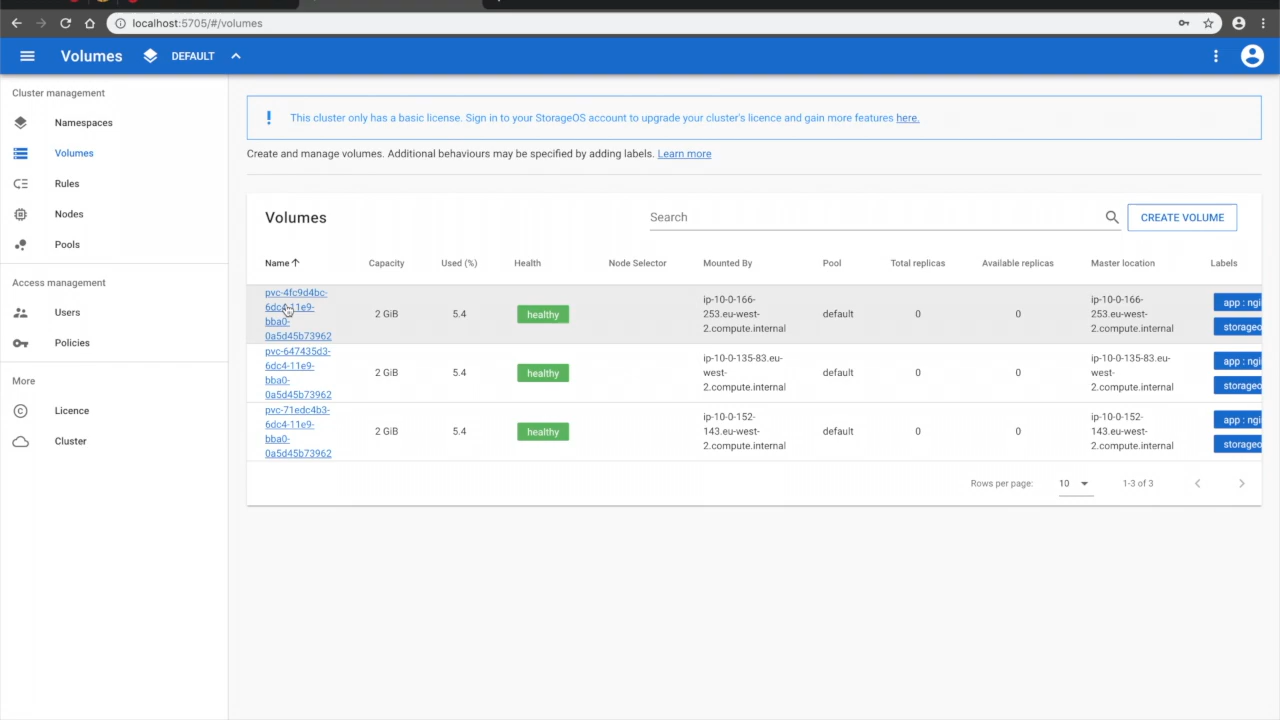 localhost:5705/#/volumes
Volumes
DEFAULT
Cluster management
Namespaces
Volumes
Rules
Nodes
Pools
Access management
Users
Policies
More
Licence
Cluster
This cluster only has a basic license. Sign in to your StorageOS account to upgrade your cluster's licence and gain more features here.
Create and manage volumes. Additional behaviours may be specified by adding labels. Learn more
Volumes
Search
CREATE VOLUME
Name Capacity Used (%) Health Node Selector Mounted By Pool Total replicas Available replicas Master location Labels
pvc-4fc9d4bc-
6dc4-11e9-
bba0-
0a5d45b73962
2 GiB
5.4
healthy
ip-10-0-166-
253.eu-west-
2.compute.internal
default
0
0
ip-10-0-166-
253.eu-west-
2.compute.internal
app : ngi
storageo
pvc-647435d3-
6dc4-11e9-
bba0-
0a5d45b73962
2 GiB
5.4
healthy
ip-10-0-135-83.eu-
west-
2.compute.internal
default
0
0
ip-10-0-135-83.eu-
west-
2.compute.internal
app : ngi
storageo
pvc-71edc4b3-
6dc4-11e9-
bba0-
0a5d45b73962
2 GiB
5.4
healthy
ip-10-0-152-
143.eu-west-
2.compute.internal
default
0
0
ip-10-0-152-
143.eu-west-
2.compute.internal
app : ngi
storageo
Rows per page: 10 1-3 of 3